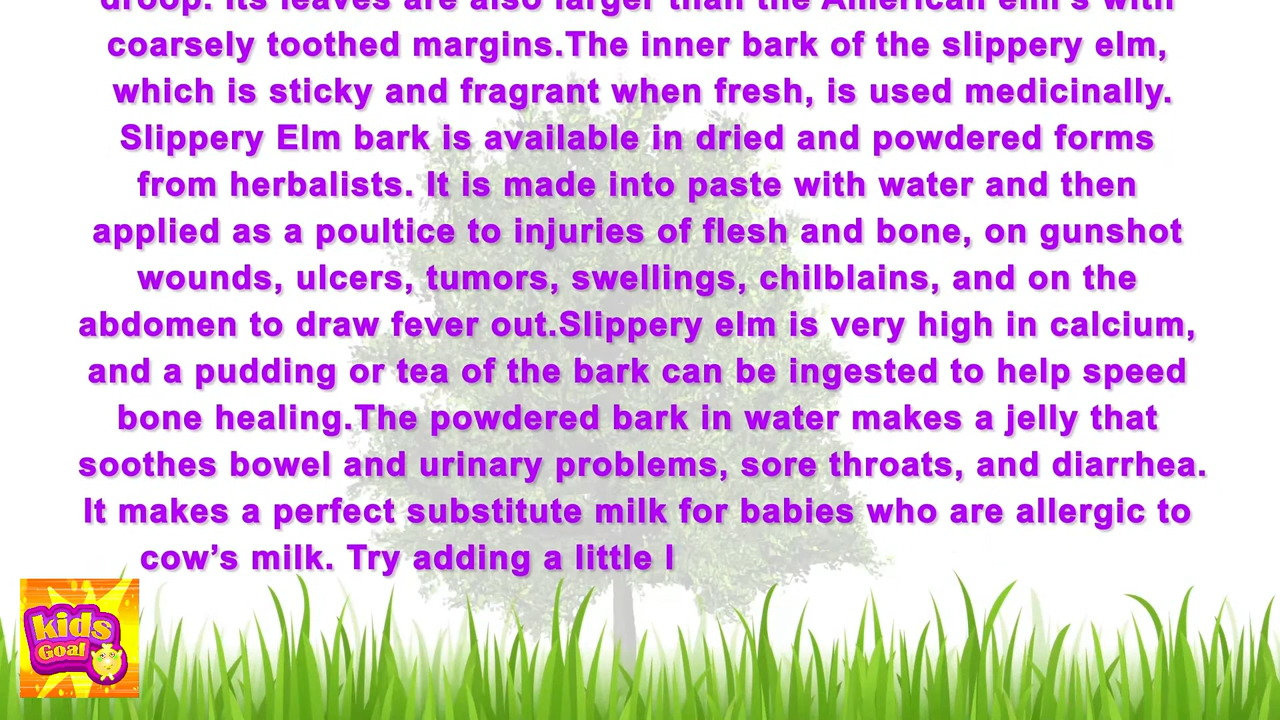 droop. Its leaves are also larger than the American elm's with
coarsely toothed margins.The inner bark of the slippery elm,
which is sticky and fragrant when fresh, is used medicinally.
Slippery Elm bark is available in dried and powdered forms
from herbalists. It is made into paste with water and then
applied as a poultice to injuries of flesh and bone, on gunshot
wounds, ulcers, tumors, swellings, chilblains, and on the
abdomen to draw fever out.Slippery elm is very high in calcium,
and a pudding or tea of the bark can be ingested to help speed
bone healing.The powdered bark in water makes a jelly that
soothes bowel and urinary problems, sore throats, and diarrhea.
It makes a perfect substitute milk for babies who are allergic to
cow’s milk. Try adding a little l
kids
Goal